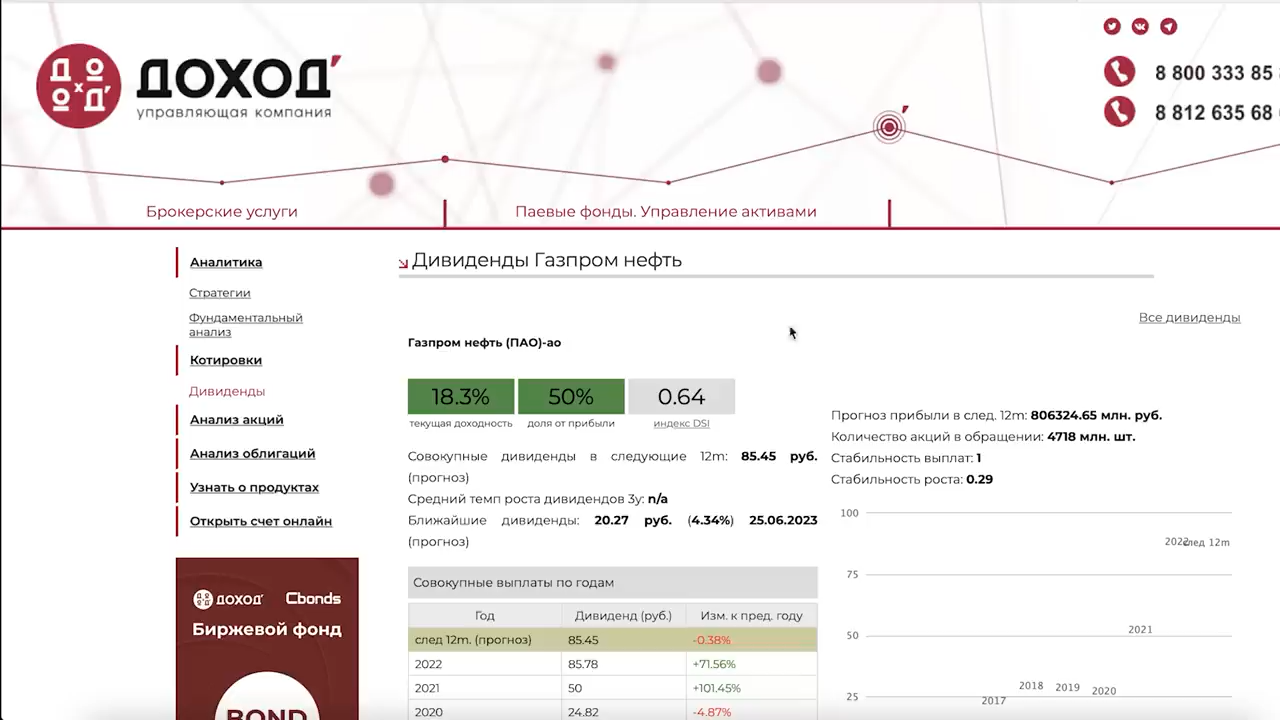 ДОХОДʹ
управляющая компания
8 800 333 85
8 812 635 68
Брокерские услуги
Паевые фонды. Управление активами
Аналитика
Стратегии
Фундаментальный
анализ
Котировки
Дивиденды
Анализ акций
Анализ облигаций
Узнать о продуктах
Открыть счет онлайн
ДОХОДʹ Cbonds
Биржевой фонд
BOND
Дивиденды Газпром нефть
Все дивиденды
Газпром нефть (ПАО)-ао
18.3% 50% 0.64
текущая доходность доля от прибыли индекс DSI
Совокупные дивиденды в следующие 12m: 85.45 руб.
(прогноз)
Средний темп роста дивидендов 3y: n/a
Ближайшие дивиденды: 20.27 руб. (4.34%) 25.06.2023
(прогноз)
Прогноз прибыли в след. 12m: 806324.65 млн. руб.
Количество акций в обращении: 4718 млн. шт.
Стабильность выплат: 1
Стабильность роста: 0.29
Совокупные выплаты по годам
Год Дивиденд (руб.) Изм. к пред. году
след 12m. (прогноз) 85.45 -0.38%
2022 85.78 +71.56%
2021 50 +101.45%
2020 24.82 -4.87%
100
2022 след 12m
75
2021
50
2018 2019 2020
25
2017